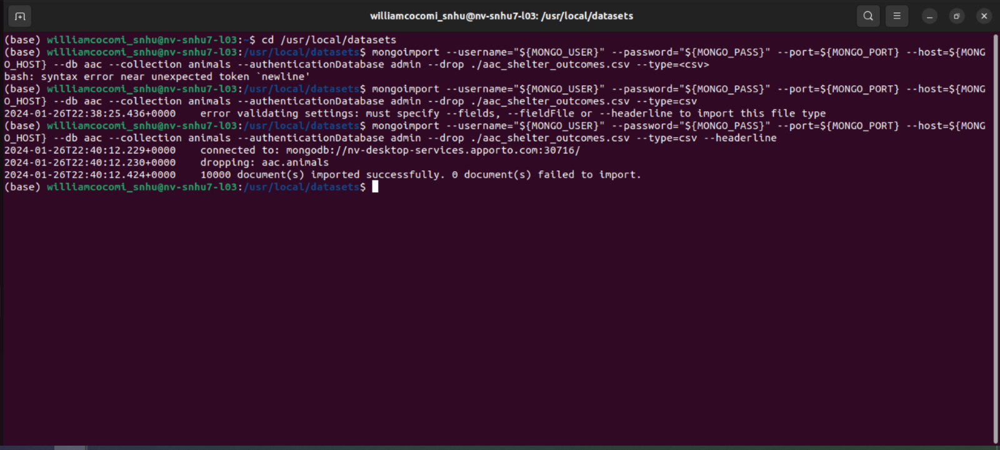 williamcocomi_snhu@nv-snhu7-l03: /usr/local/datasets
(base) williamcocomi_snhu@nv-snhu7-l03:~$ cd /usr/local/datasets
(base) williamcocomi_snhu@nv-snhu7-l03:/usr/local/datasets$ mongoimport --username="${MONGO_USER}" --password="${MONGO_PASS}" --port=${MONGO_PORT} --host=${MONG
O_HOST} --db aac --collection animals --authenticationDatabase admin --drop ./aac_shelter_outcomes.csv --type=<csv>
bash: syntax error near unexpected token `newline'
(base) williamcocomi_snhu@nv-snhu7-l03:/usr/local/datasets$ mongoimport --username="${MONGO_USER}" --password="${MONGO_PASS}" --port=${MONGO_PORT} --host=${MONG
O_HOST} --db aac --collection animals --authenticationDatabase admin --drop ./aac_shelter_outcomes.csv --type=csv
2024-01-26T22:38:25.436+0000    error validating settings: must specify --fields, --fieldFile or --headerline to import this file type
(base) williamcocomi_snhu@nv-snhu7-l03:/usr/local/datasets$ mongoimport --username="${MONGO_USER}" --password="${MONGO_PASS}" --port=${MONGO_PORT} --host=${MONG
O_HOST} --db aac --collection animals --authenticationDatabase admin --drop ./aac_shelter_outcomes.csv --type=csv --headerline
2024-01-26T22:40:12.229+0000    connected to: mongodb://nv-desktop-services.apporto.com:30716/
2024-01-26T22:40:12.230+0000    dropping: aac.animals
2024-01-26T22:40:12.424+0000    10000 document(s) imported successfully. 0 document(s) failed to import.
(base) williamcocomi_snhu@nv-snhu7-l03:/usr/local/datasets$